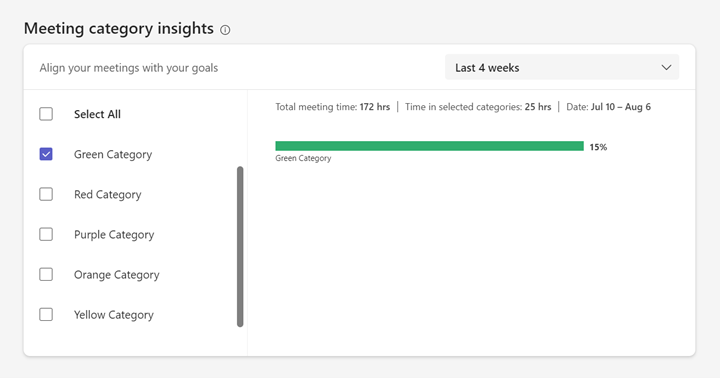 Meeting category insights
Align your meetings with your goals
Last 4 weeks
Select All
Green Category
Red Category
Purple Category
Orange Category
Yellow Category
Total meeting time: 172 hrs | Time in selected categories: 25 hrs | Date: Jul 10 – Aug 6
15%
Green Category